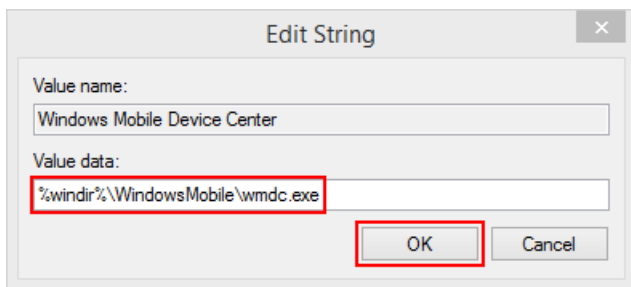 Edit String
Value name:
Windows Mobile Device Center
Value data:
%windir%\WindowsMobile\wmdc.exe
OK
Cancel